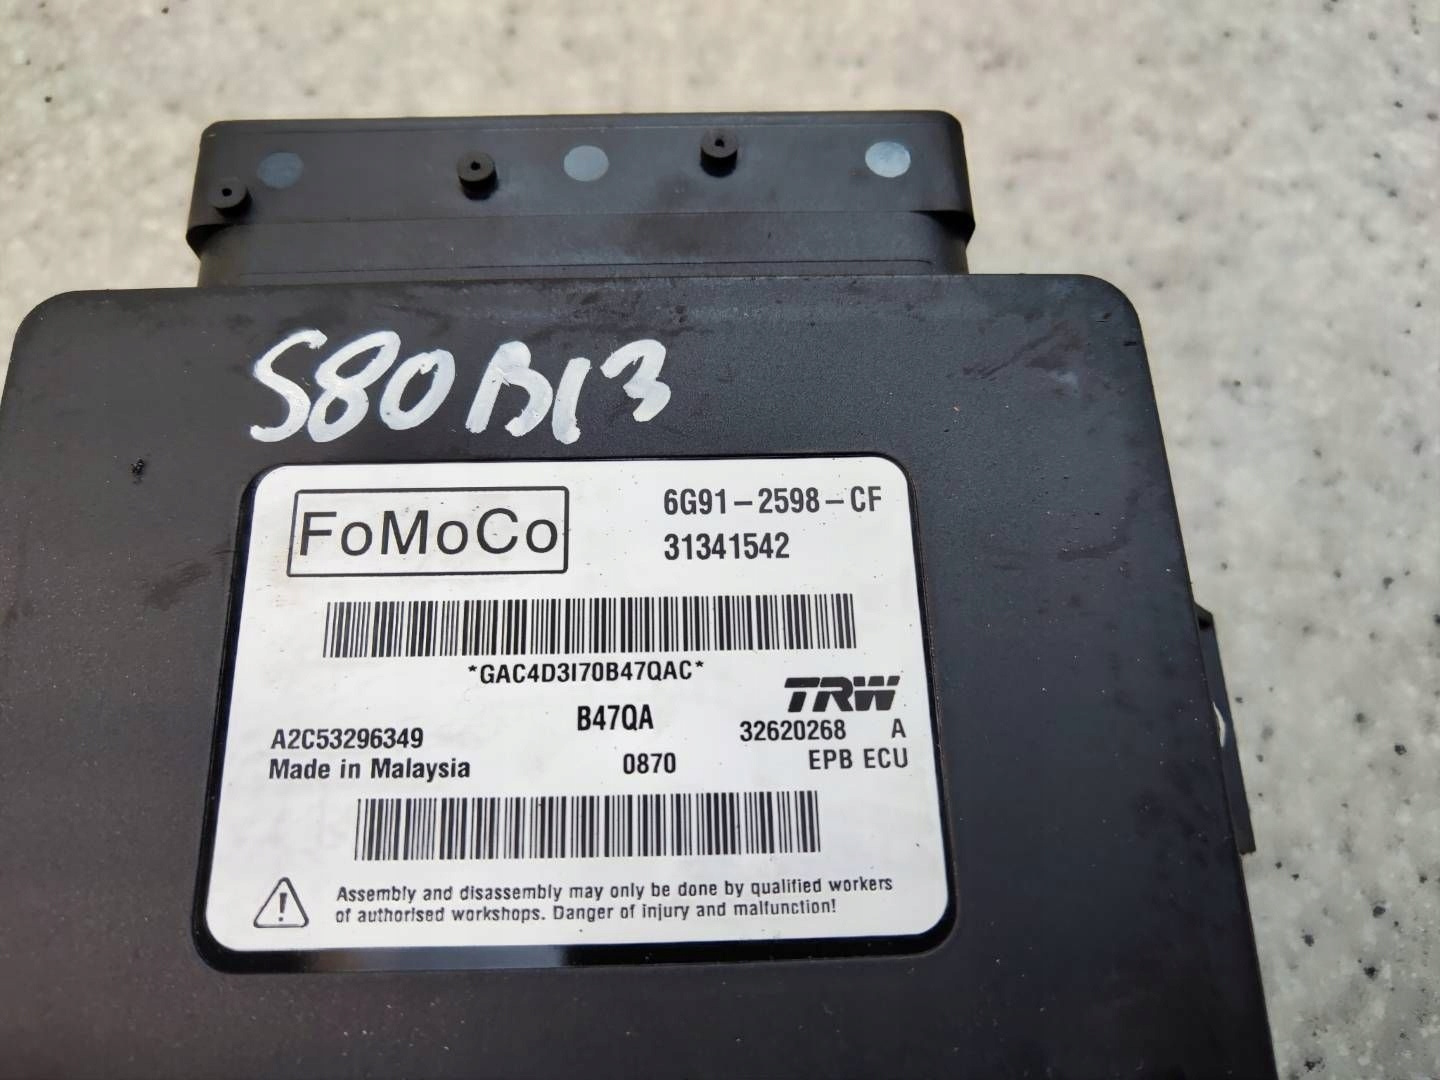 S80 B13
FoMoCo
6G91-2598-CF
31341542
*GAC4D3I70B47QAC*
TRW
B47QA
32620268 A
A2C53296349
0870
EPB ECU
Made in Malaysia
Assembly and disassembly may only be done by qualified workers
of authorised workshops. Danger of injury and malfunction!